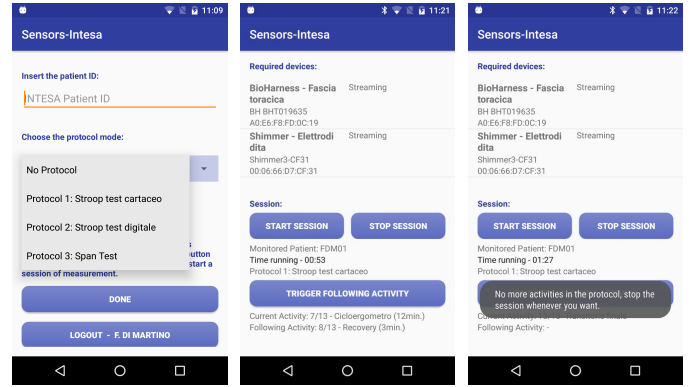 11:09
Sensors-Intesa
Insert the patient ID:
INTESA Patient ID
Choose the protocol mode:
No Protocol
Protocol 1: Stroop test cartaceo
Protocol 2: Stroop test digitale
Protocol 3: Span Test
start a
session of measurement.
DONE
LOGOUT - F. DI MARTINO
11:21
Sensors-Intesa
Required devices:
BioHarness - Fascia toracica
Streaming
BH BHT019635
A0:E6:F8:FD:0C:19
Shimmer - Elettrodi dita
Streaming
Shimmer3-CF31
00:06:66:D7:CF:31
Session:
START SESSION
STOP SESSION
Monitored Patient: FDM01
Time running - 00:53
Protocol 1: Stroop test cartaceo
TRIGGER FOLLOWING ACTIVITY
Current Activity: 7/13 - Cicloergometro (12min.)
Following Activity: 8/13 - Recovery (3min.)
11:22
Sensors-Intesa
Required devices:
BioHarness - Fascia toracica
Streaming
BH BHT019635
A0:E6:F8:FD:0C:19
Shimmer - Elettrodi dita
Streaming
Shimmer3-CF31
00:06:66:D7:CF:31
Session:
START SESSION
STOP SESSION
Monitored Patient: FDM01
Time running - 01:27
Protocol 1: Stroop test cartaceo
No more activities in the protocol, stop the
session whenever you want.
Following Activity: -